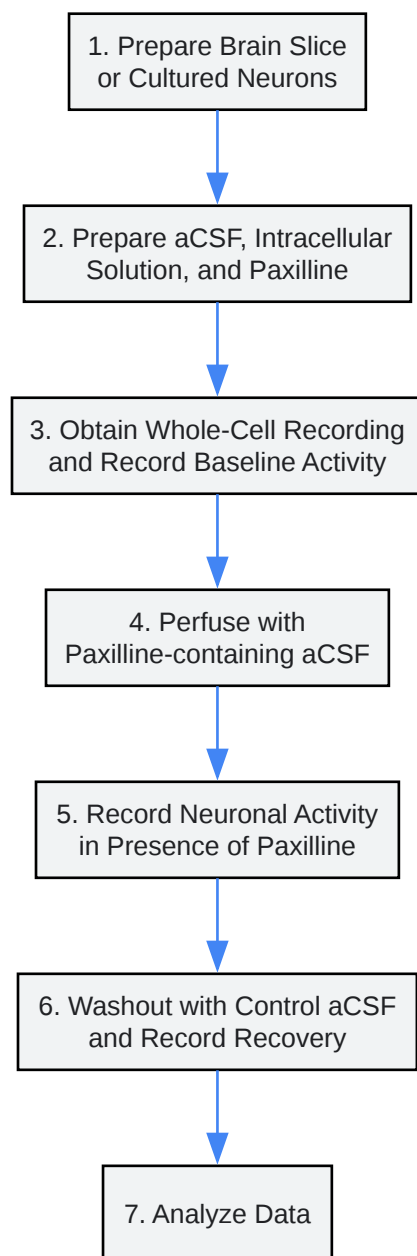 1. Prepare Brain Slice
or Cultured Neurons
2. Prepare aCSF, Intracellular
Solution, and Paxilline
3. Obtain Whole-Cell Recording
and Record Baseline Activity
4. Perfuse with
Paxilline-containing aCSF
5. Record Neuronal Activity
in Presence of Paxilline
6. Washout with Control aCSF
and Record Recovery
7. Analyze Data